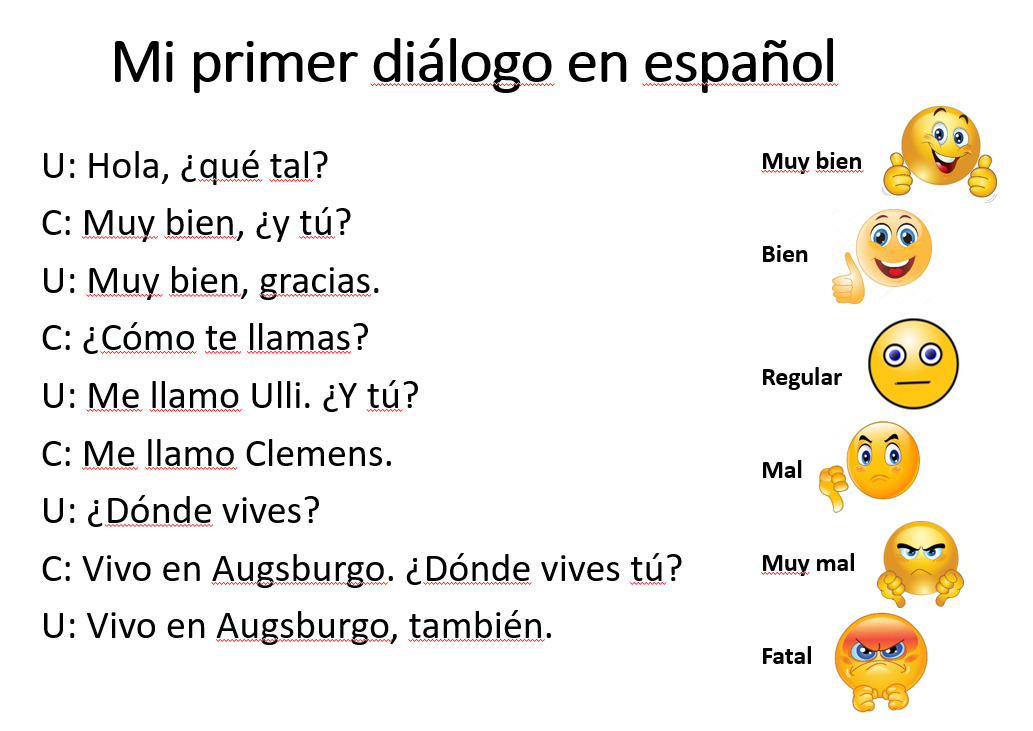 Mi primer diálogo en español
U: Hola, ¿qué tal?
C: Muy bien, ¿y tú?
U: Muy bien, gracias.
C: ¿Cómo te llamas?
U: Me llamo Ulli. ¿Y tú?
C: Me llamo Clemens.
U: ¿Dónde vives?
C: Vivo en Augsburgo. ¿Dónde vives tú?
U: Vivo en Augsburgo, también.
Muy bien
Bien
Regular
Mal
Muy mal
Fatal